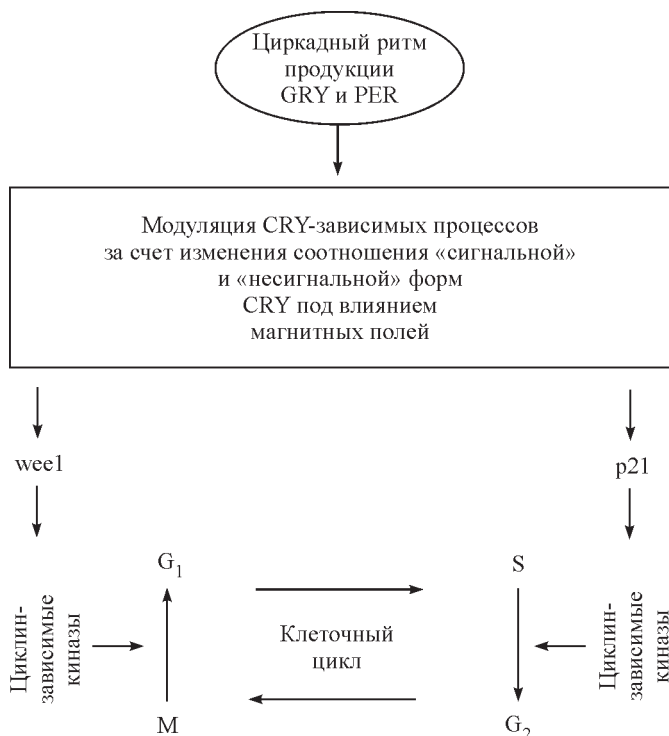 Циркадный ритм
продукции
GRY и PER
Модуляция CRY-зависимых процессов
за счет изменения соотношения «сигнальной»
и «несигнальной» форм
CRY под влиянием
магнитных полей
wee1
p21
G₁
S
Циклин-
зависимые
киназы
Клеточный
цикл
Циклин-
зависимые
киназы
M
G₂